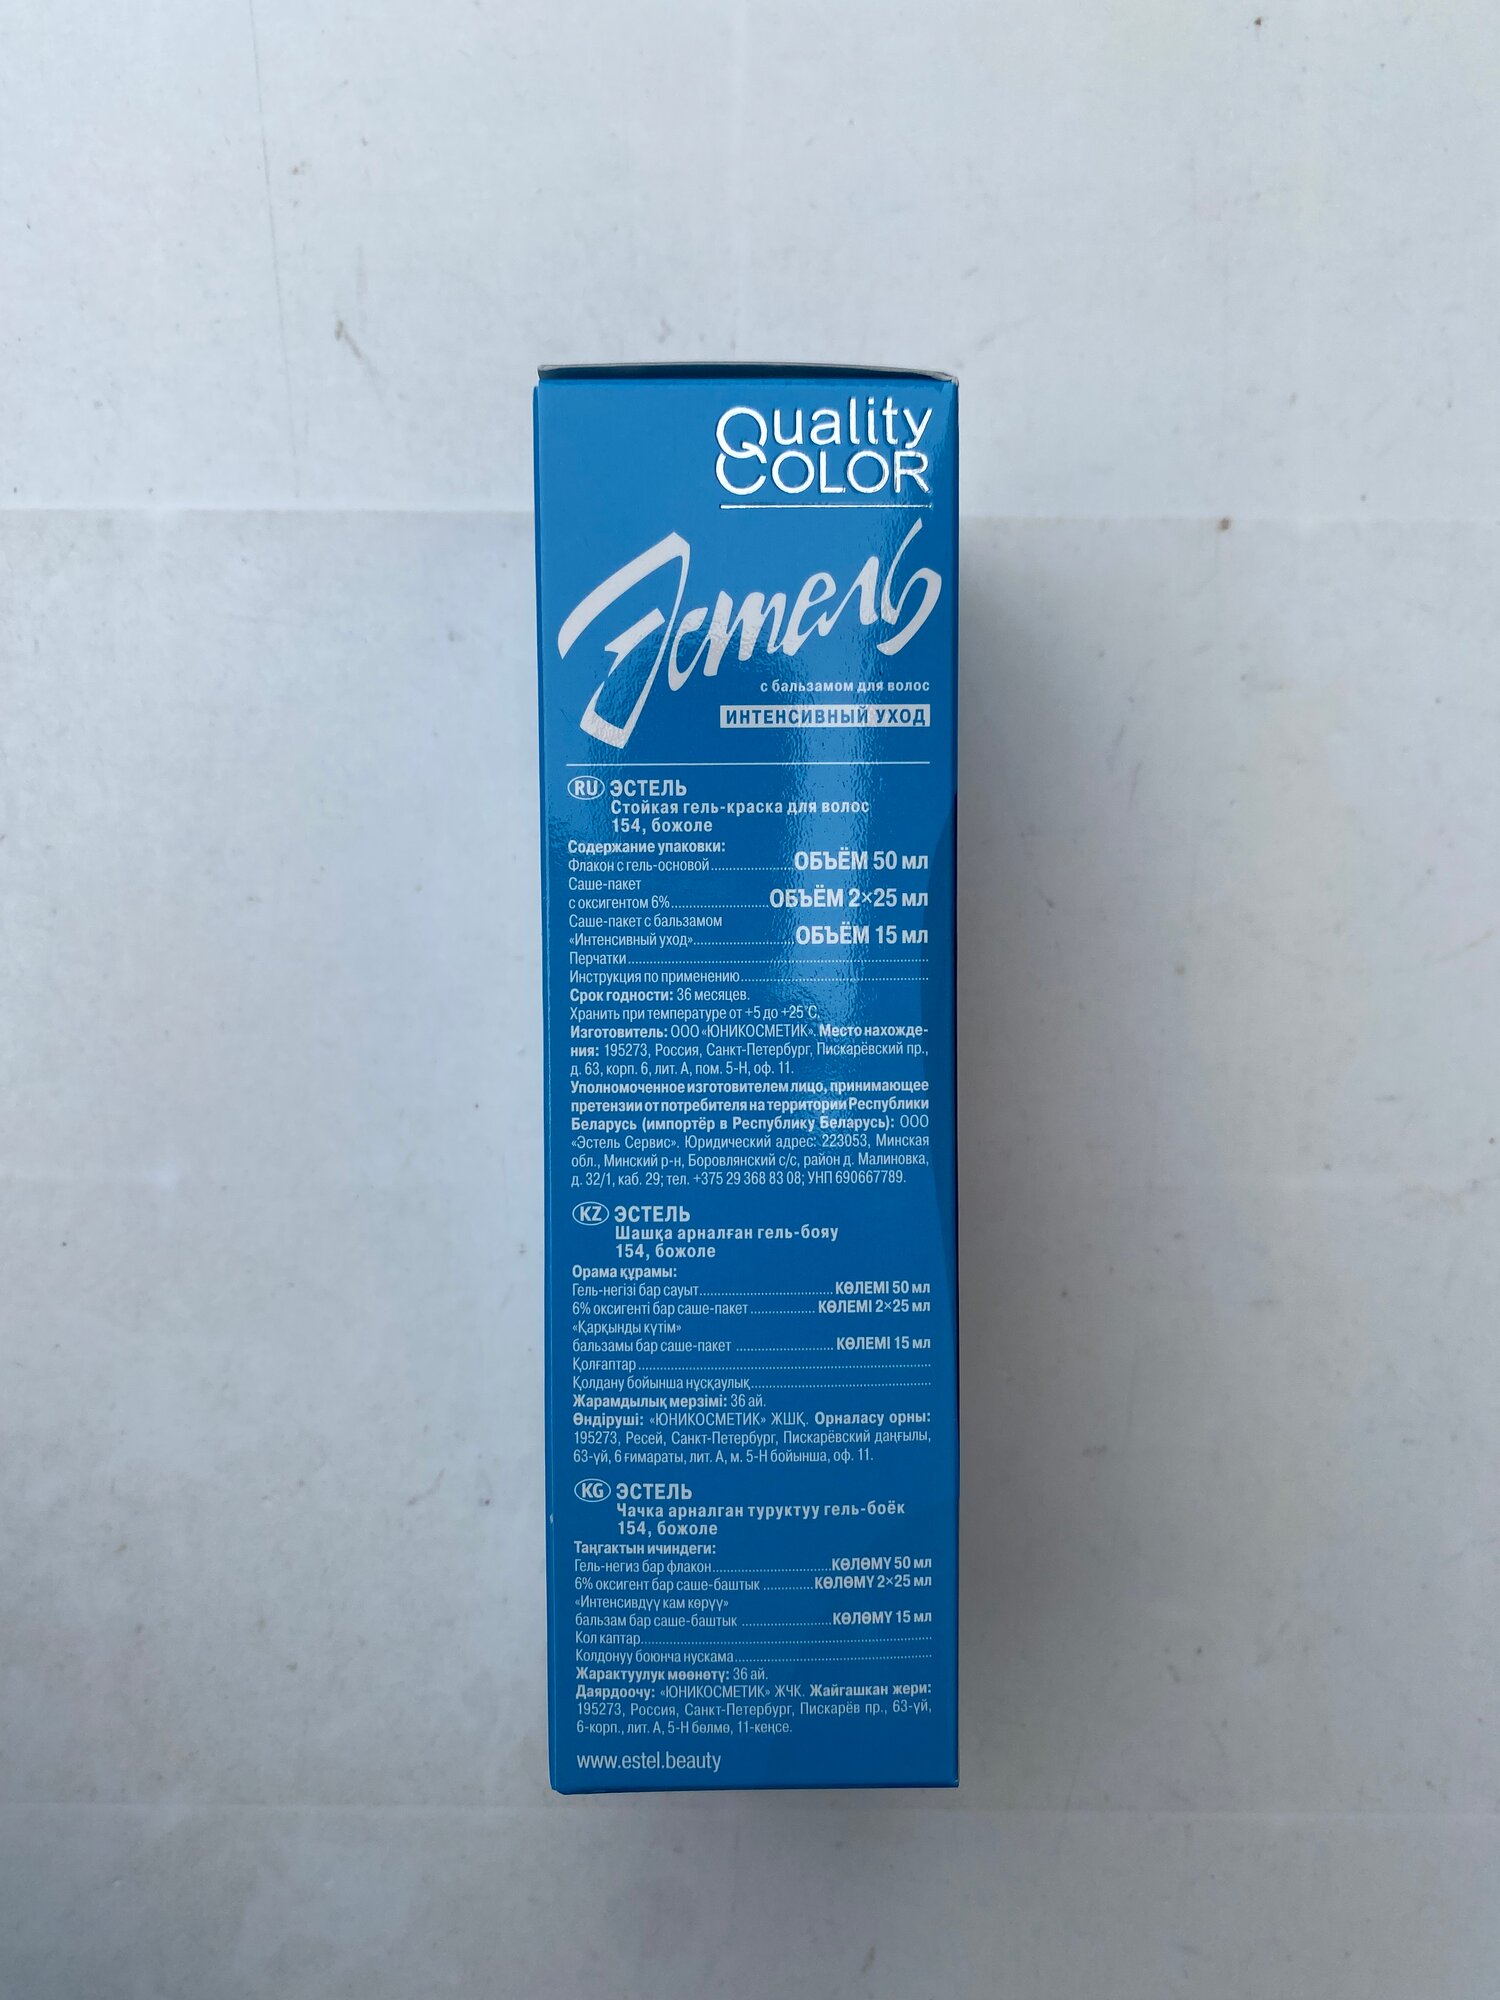 Quality
COLOR
Эстель
с бальзамом для волос
ИНТЕНСИВНЫЙ УХОД
RU ЭСТЕЛЬ
Стойкая гель-краска для волос
154, божоле
Содержание упаковки:
Флакон с гель-основой........................ОБЪЁМ 50 мл
Саше-пакет
с оксигентом 6%............................ОБЪЁМ 2×25 мл
Саше-пакет с бальзамом
«Интенсивный уход»............................ОБЪЁМ 15 мл
Перчатки................................................................
Инструкция по применению........................................
Срок годности: 36 месяцев.
Хранить при температуре от +5 до +25°С.
Изготовитель: ООО «ЮНИКОСМЕТИК». Место нахожде-
ния: 195273, Россия, Санкт-Петербург, Пискарёвский пр.,
д. 63, корп. 6, лит. А, пом. 5-Н, оф. 11.
Уполномоченное изготовителем лицо, принимающее
претензии от потребителя на территории Республики
Беларусь (импортёр в Республику Беларусь): ООО
«Эстель Сервис». Юридический адрес: 223053, Минская
обл., Минский р-н, Боровлянский с/с, район д. Малиновка,
д. 32/1, каб. 29; тел. +375 29 368 83 08; УНП 690667789.
KZ ЭСТЕЛЬ
Шашқа арналған гель-бояу
154, божоле
Орама құрамы:
Гель-негізі бар сауыт................................КӨЛЕМІ 50 мл
6% оксигенті бар саше-пакет................КӨЛЕМІ 2×25 мл
«Қарқынды күтім»
бальзамы бар саше-пакет........................КӨЛЕМІ 15 мл
Қолғаптар................................................................
Қолдану бойынша нұсқаулық........................................
Жарамдылық мерзімі: 36 ай.
Өндіруші: «ЮНИКОСМЕТИК» ЖШҚ. Орналасу орны:
195273, Ресей, Санкт-Петербург, Пискарёвский даңғылы,
63-үй, 6 ғимараты, лит. А, м. 5-Н бойынша, оф. 11.
KG ЭСТЕЛЬ
Чачка арналган туруктуу гель-боёк
154, божоле
Таңгактын ичиндеги:
Гель-негиз бар флакон............................КӨЛӨМҮ 50 мл
6% оксигент бар саше-баштык............КӨЛӨМҮ 2×25 мл
«Интенсивдүү кам көрүү»
бальзам бар саше-баштык......................КӨЛӨМҮ 15 мл
Кол каптар................................................................
Колдонуу боюнча нускама............................................
Жарактуулук мөөнөтү: 36 ай.
Даярдоочу: «ЮНИКОСМЕТИК» ЖЧК. Жайгашкан жери:
195273, Россия, Санкт-Петербург, Пискарёв пр., 63-үй,
6-корп., лит. А, 5-Н бөлмө, 11-кеңсе.
www.estel.beauty